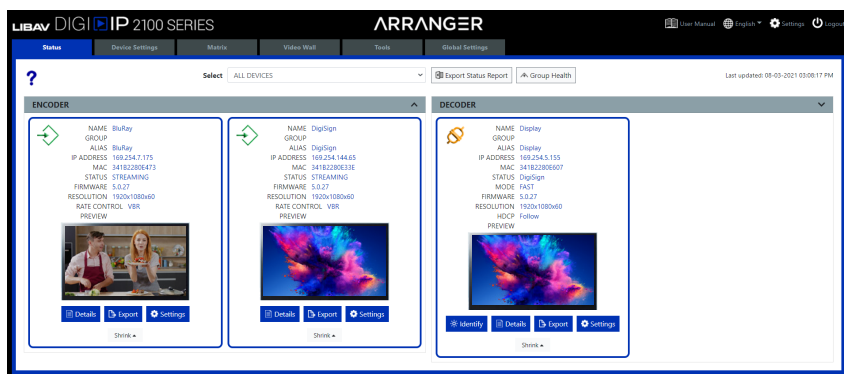 LIBAV DIGI IP 2100 SERIES
ARRANGER
User Manual English Settings Logout
Status Device Settings Matrix Video Wall Tools Global Settings
? Select ALL DEVICES Export Status Report Group Health Last updated: 08-03-2021 03:08:17 PM
ENCODER
NAME BluRay
GROUP
ALIAS BluRay
IP ADDRESS 169.254.7.175
MAC 341B2280E473
STATUS STREAMING
FIRMWARE 5.0.27
RESOLUTION 1920x1080x60
RATE CONTROL VBR
PREVIEW
Details Export Settings
Shrink
NAME DigiSign
GROUP
ALIAS DigiSign
IP ADDRESS 169.254.144.65
MAC 341B2280E33E
STATUS STREAMING
FIRMWARE 5.0.27
RESOLUTION 1920x1080x60
RATE CONTROL VBR
PREVIEW
Details Export Settings
Shrink
DECODER
NAME Display
GROUP
ALIAS Display
IP ADDRESS 169.254.5.155
MAC 341B2280E607
STATUS DigiSign
MODE FAST
FIRMWARE 5.0.27
RESOLUTION 1920x1080x60
HDCP Follow
PREVIEW
Identify Details Export Settings
Shrink